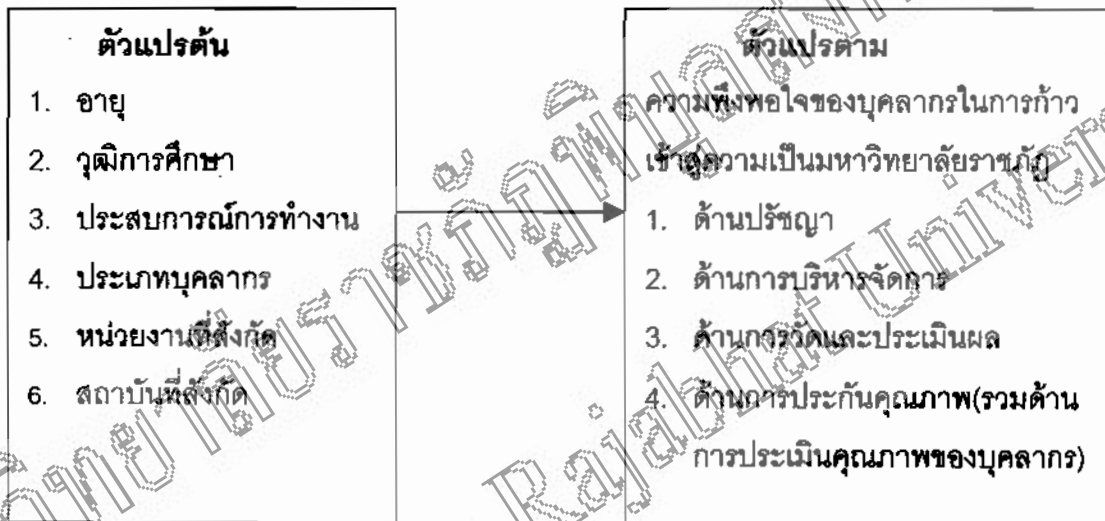 ตัวแปรต้น
1. อายุ
2. วุฒิการศึกษา
3. ประสบการณ์การทำงาน
4. ประเภทบุคลากร
5. หน่วยงานที่สังกัด
6. สถาบันที่สังกัด
ตัวแปรตาม
ความพึงพอใจของบุคลากรในการก้าว
เข้าสู่ความเป็นมหาวิทยาลัยราชภัฏ
1. ด้านปรัชญา
2. ด้านการบริหารจัดการ
3. ด้านการวัดและประเมินผล
4. ด้านการประกันคุณภาพ(รวมด้าน
การประเมินคุณภาพของบุคลากร)
Rajabhat